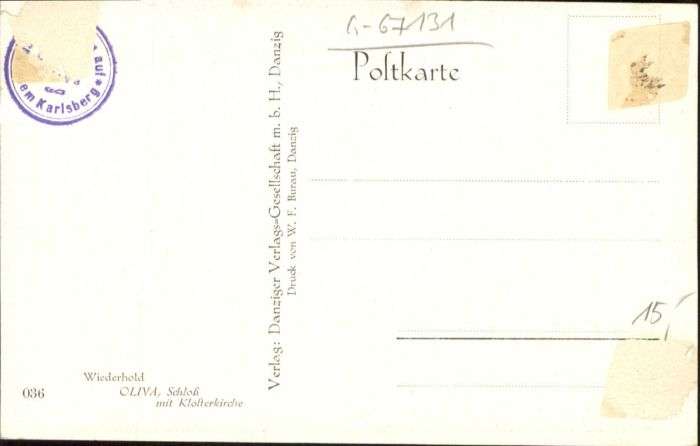 auf
em Karlsberg
G-67131
Poſtkarte
Verlag: Danziger Verlags=Geſellſchaft m. b. H., Danzig
Druck von W. F. Burau, Danzig
15,
Wiederhold
036
OLIVA, Schloß
mit Kloſterkirche